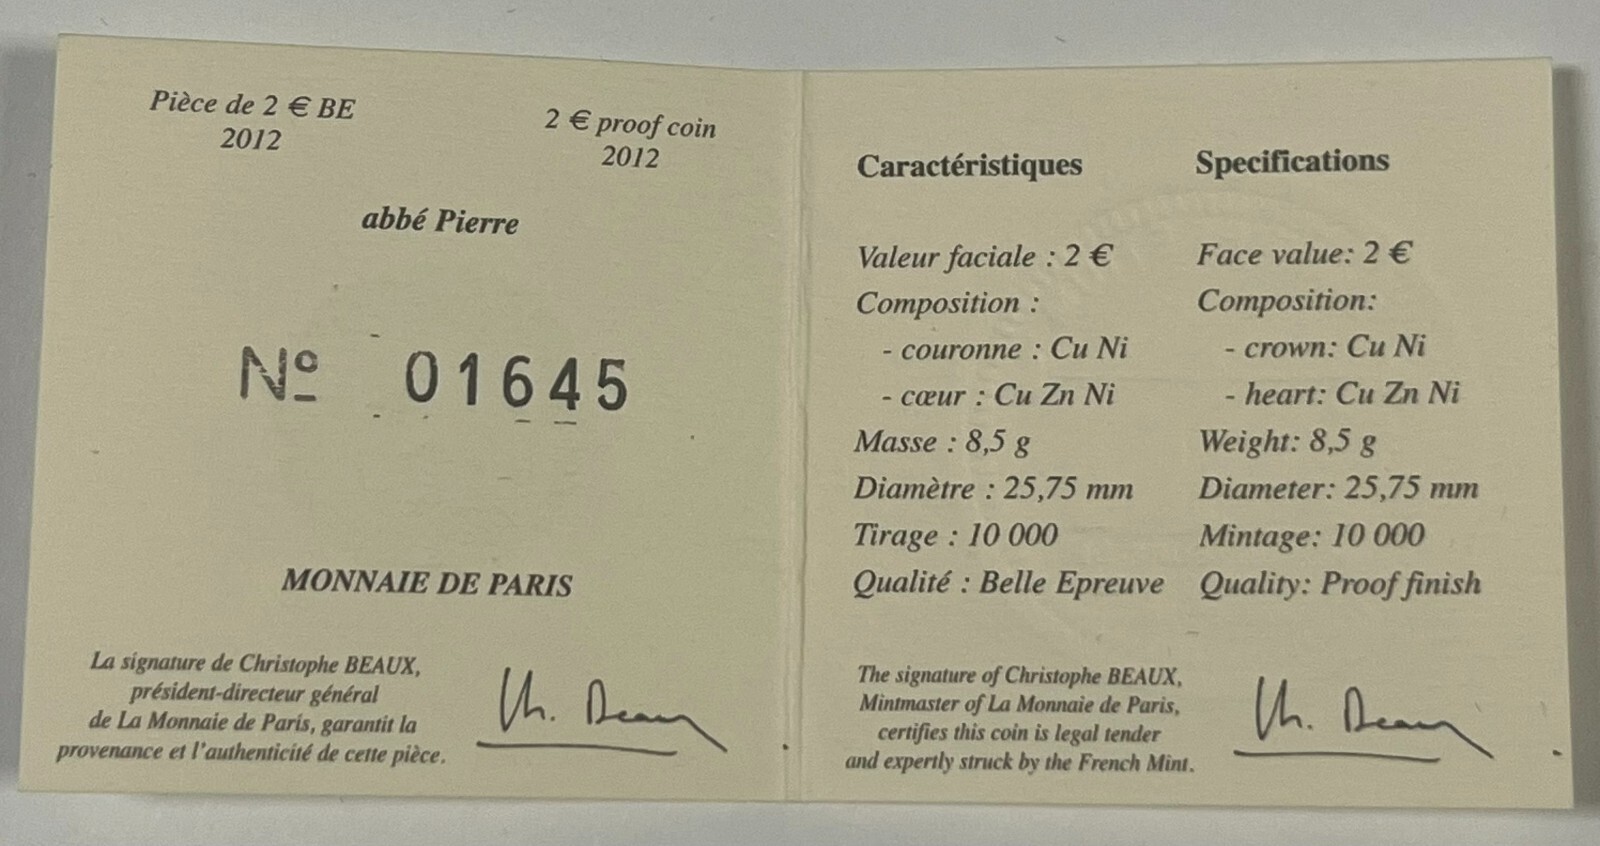 Pièce de 2 € BE
2012
2 € proof coin
2012
abbé Pierre
Nº 01645
MONNAIE DE PARIS
La signature de Christophe BEAUX,
président-directeur général
de La Monnaie de Paris, garantit la
provenance et l'authenticité de cette pièce.
Ch. Beaux
Caractéristiques
Valeur faciale : 2 €
Composition :
- couronne : Cu Ni
- cœur : Cu Zn Ni
Masse : 8,5 g
Diamètre : 25,75 mm
Tirage : 10 000
Qualité : Belle Epreuve
Specifications
Face value: 2 €
Composition:
- crown: Cu Ni
- heart: Cu Zn Ni
Weight: 8,5 g
Diameter: 25,75 mm
Mintage: 10 000
Quality: Proof finish
The signature of Christophe BEAUX,
Mintmaster of La Monnaie de Paris,
certifies this coin is legal tender
and expertly struck by the French Mint.
Ch. Beaux